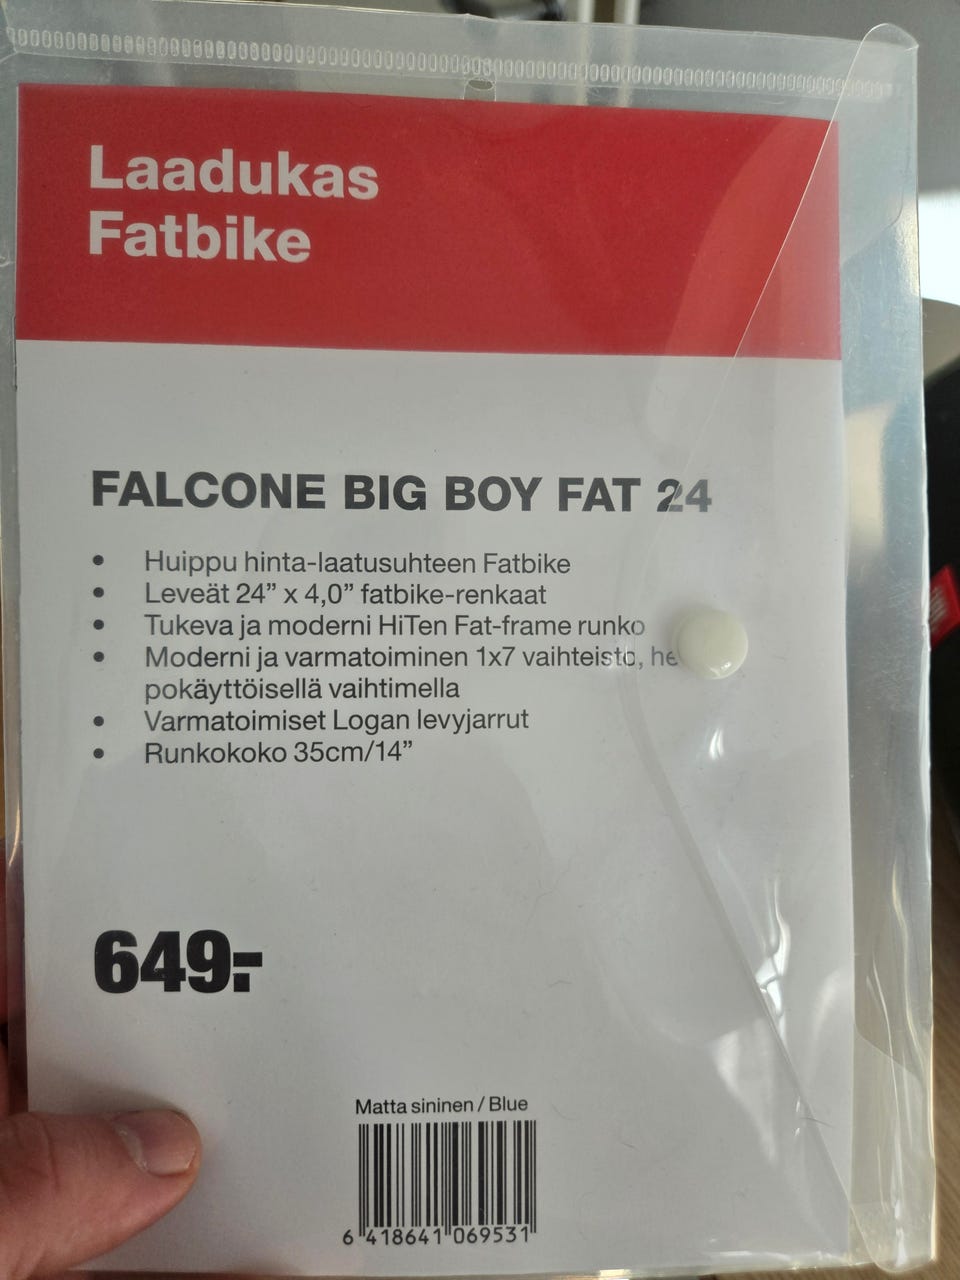 Laadukas
Fatbike
FALCONE BIG BOY FAT 24
• Huippu hinta-laatusuhteen Fatbike
• Leveät 24” x 4,0” fatbike-renkaat
• Tukeva ja moderni HiTen Fat-frame runko
• Moderni ja varmatoiminen 1x7 vaihteisto, he
pokäyttöisellä vaihtimella
• Varmatoimiset Logan levyjarrut
• Runkokoko 35cm/14”
649:-
Matta sininen / Blue
6 418641 069531